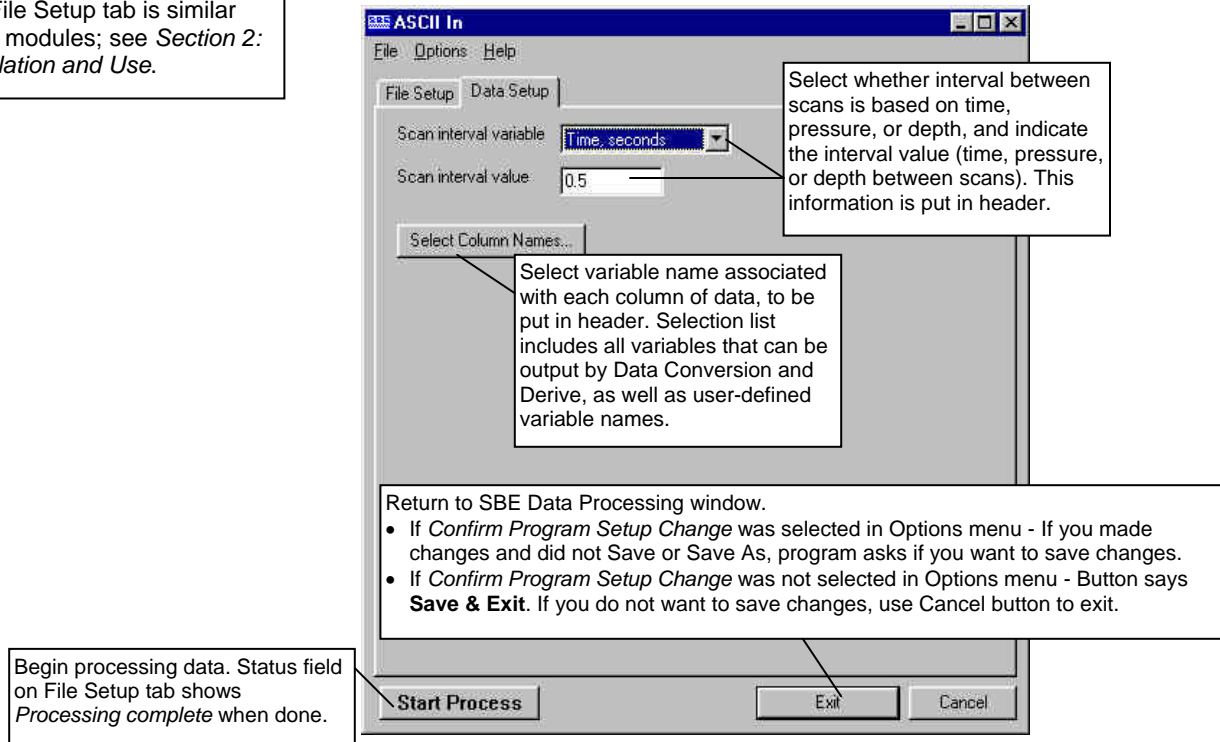 File Setup tab is similar
modules; see Section 2:
lation and Use.
SBE ASCII In
File Options Help
File Setup Data Setup
Scan interval variable Time, seconds
Scan interval value 0.5
Select Column Names...
Select whether interval between
scans is based on time,
pressure, or depth, and indicate
the interval value (time, pressure,
or depth between scans). This
information is put in header.
Select variable name associated
with each column of data, to be
put in header. Selection list
includes all variables that can be
output by Data Conversion and
Derive, as well as user-defined
variable names.
Return to SBE Data Processing window.
• If Confirm Program Setup Change was selected in Options menu - If you made
changes and did not Save or Save As, program asks if you want to save changes.
• If Confirm Program Setup Change was not selected in Options menu - Button says
Save & Exit. If you do not want to save changes, use Cancel button to exit.
Begin processing data. Status field
on File Setup tab shows
Processing complete when done.
Start Process Exit Cancel